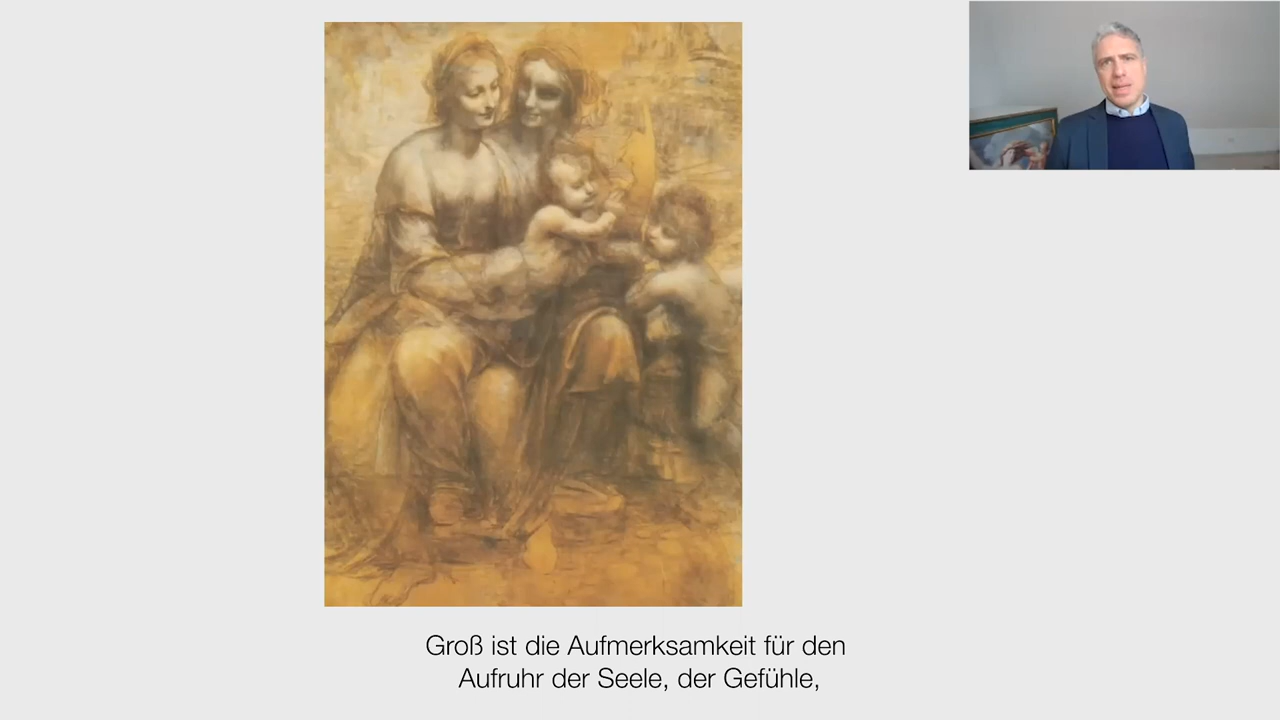 Groß ist die Aufmerksamkeit für den
Aufruhr der Seele, der Gefühle,